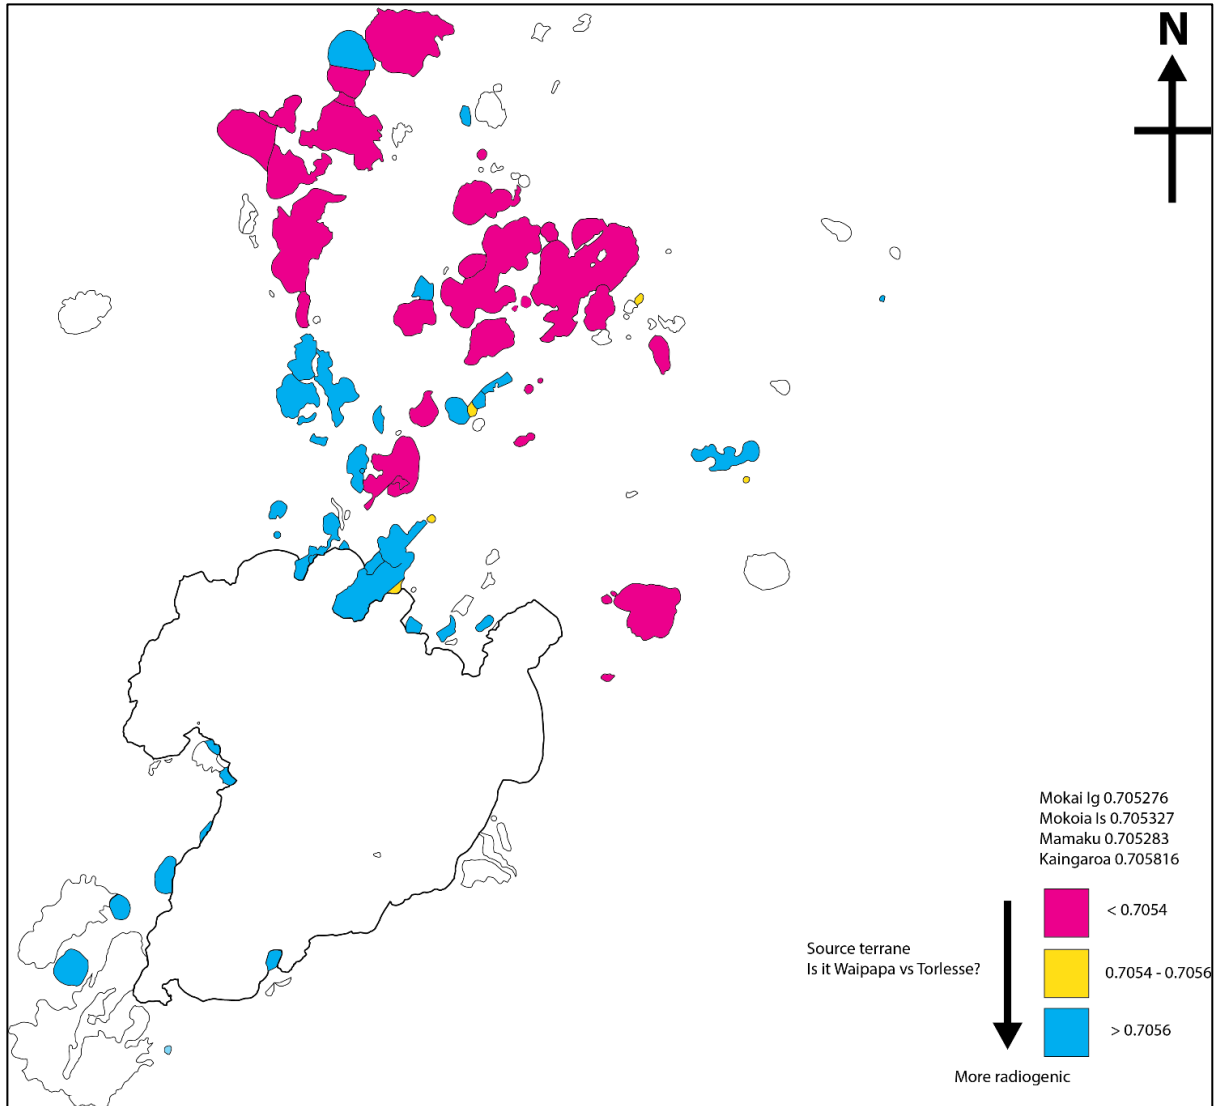 N
Mokai Ig 0.705276
Mokoia Is 0.705327
Mamaku 0.705283
Kaingaroa 0.705816
< 0.7054
Source terrane
Is it Waipapa vs Torlesse?
0.7054 - 0.7056
> 0.7056
More radiogenic